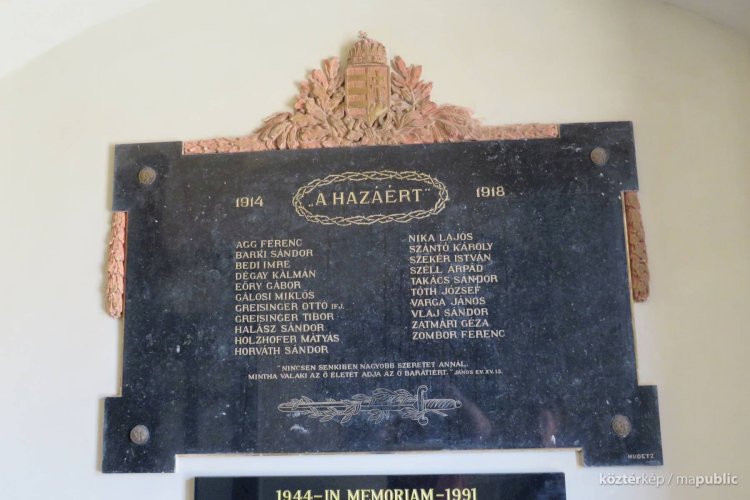 1914
„A HAZÁÉRT"
1918
AGG FERENC
BARKI SÁNDOR
BEDI IMRE
DÉGAY KÁLMÁN
EÖRY GÁBOR
GÁLOSI MIKLÓS
GREISINGER OTTÓ IFJ.
GREISINGER TIBOR
HALÁSZ SÁNDOR
HOLZHOFER MÁTYÁS
HORVÁTH SÁNDOR
NIKA LAJOS
SZÁNTÓ KÁROLY
SZEKÉR ISTVÁN
SZÉLL ÁRPÁD
TAKÁCS SÁNDOR
TÓTH JÓZSEF
VARGA JÁNOS
VLAJ SÁNDOR
ZATMÁRI GÉZA
ZOMBOR FERENC
"NINCSEN SENKIBEN NAGYOBB SZERETET ANNÁL,
MINTHA VALAKI AZ Ő ÉLETÉT ADJA AZ Ő BARÁTIÉRT." JÁNOS EV. XV. 13.
HUDETZ
1944–IN MEMORIAM–1991
köztérkép / mapublic